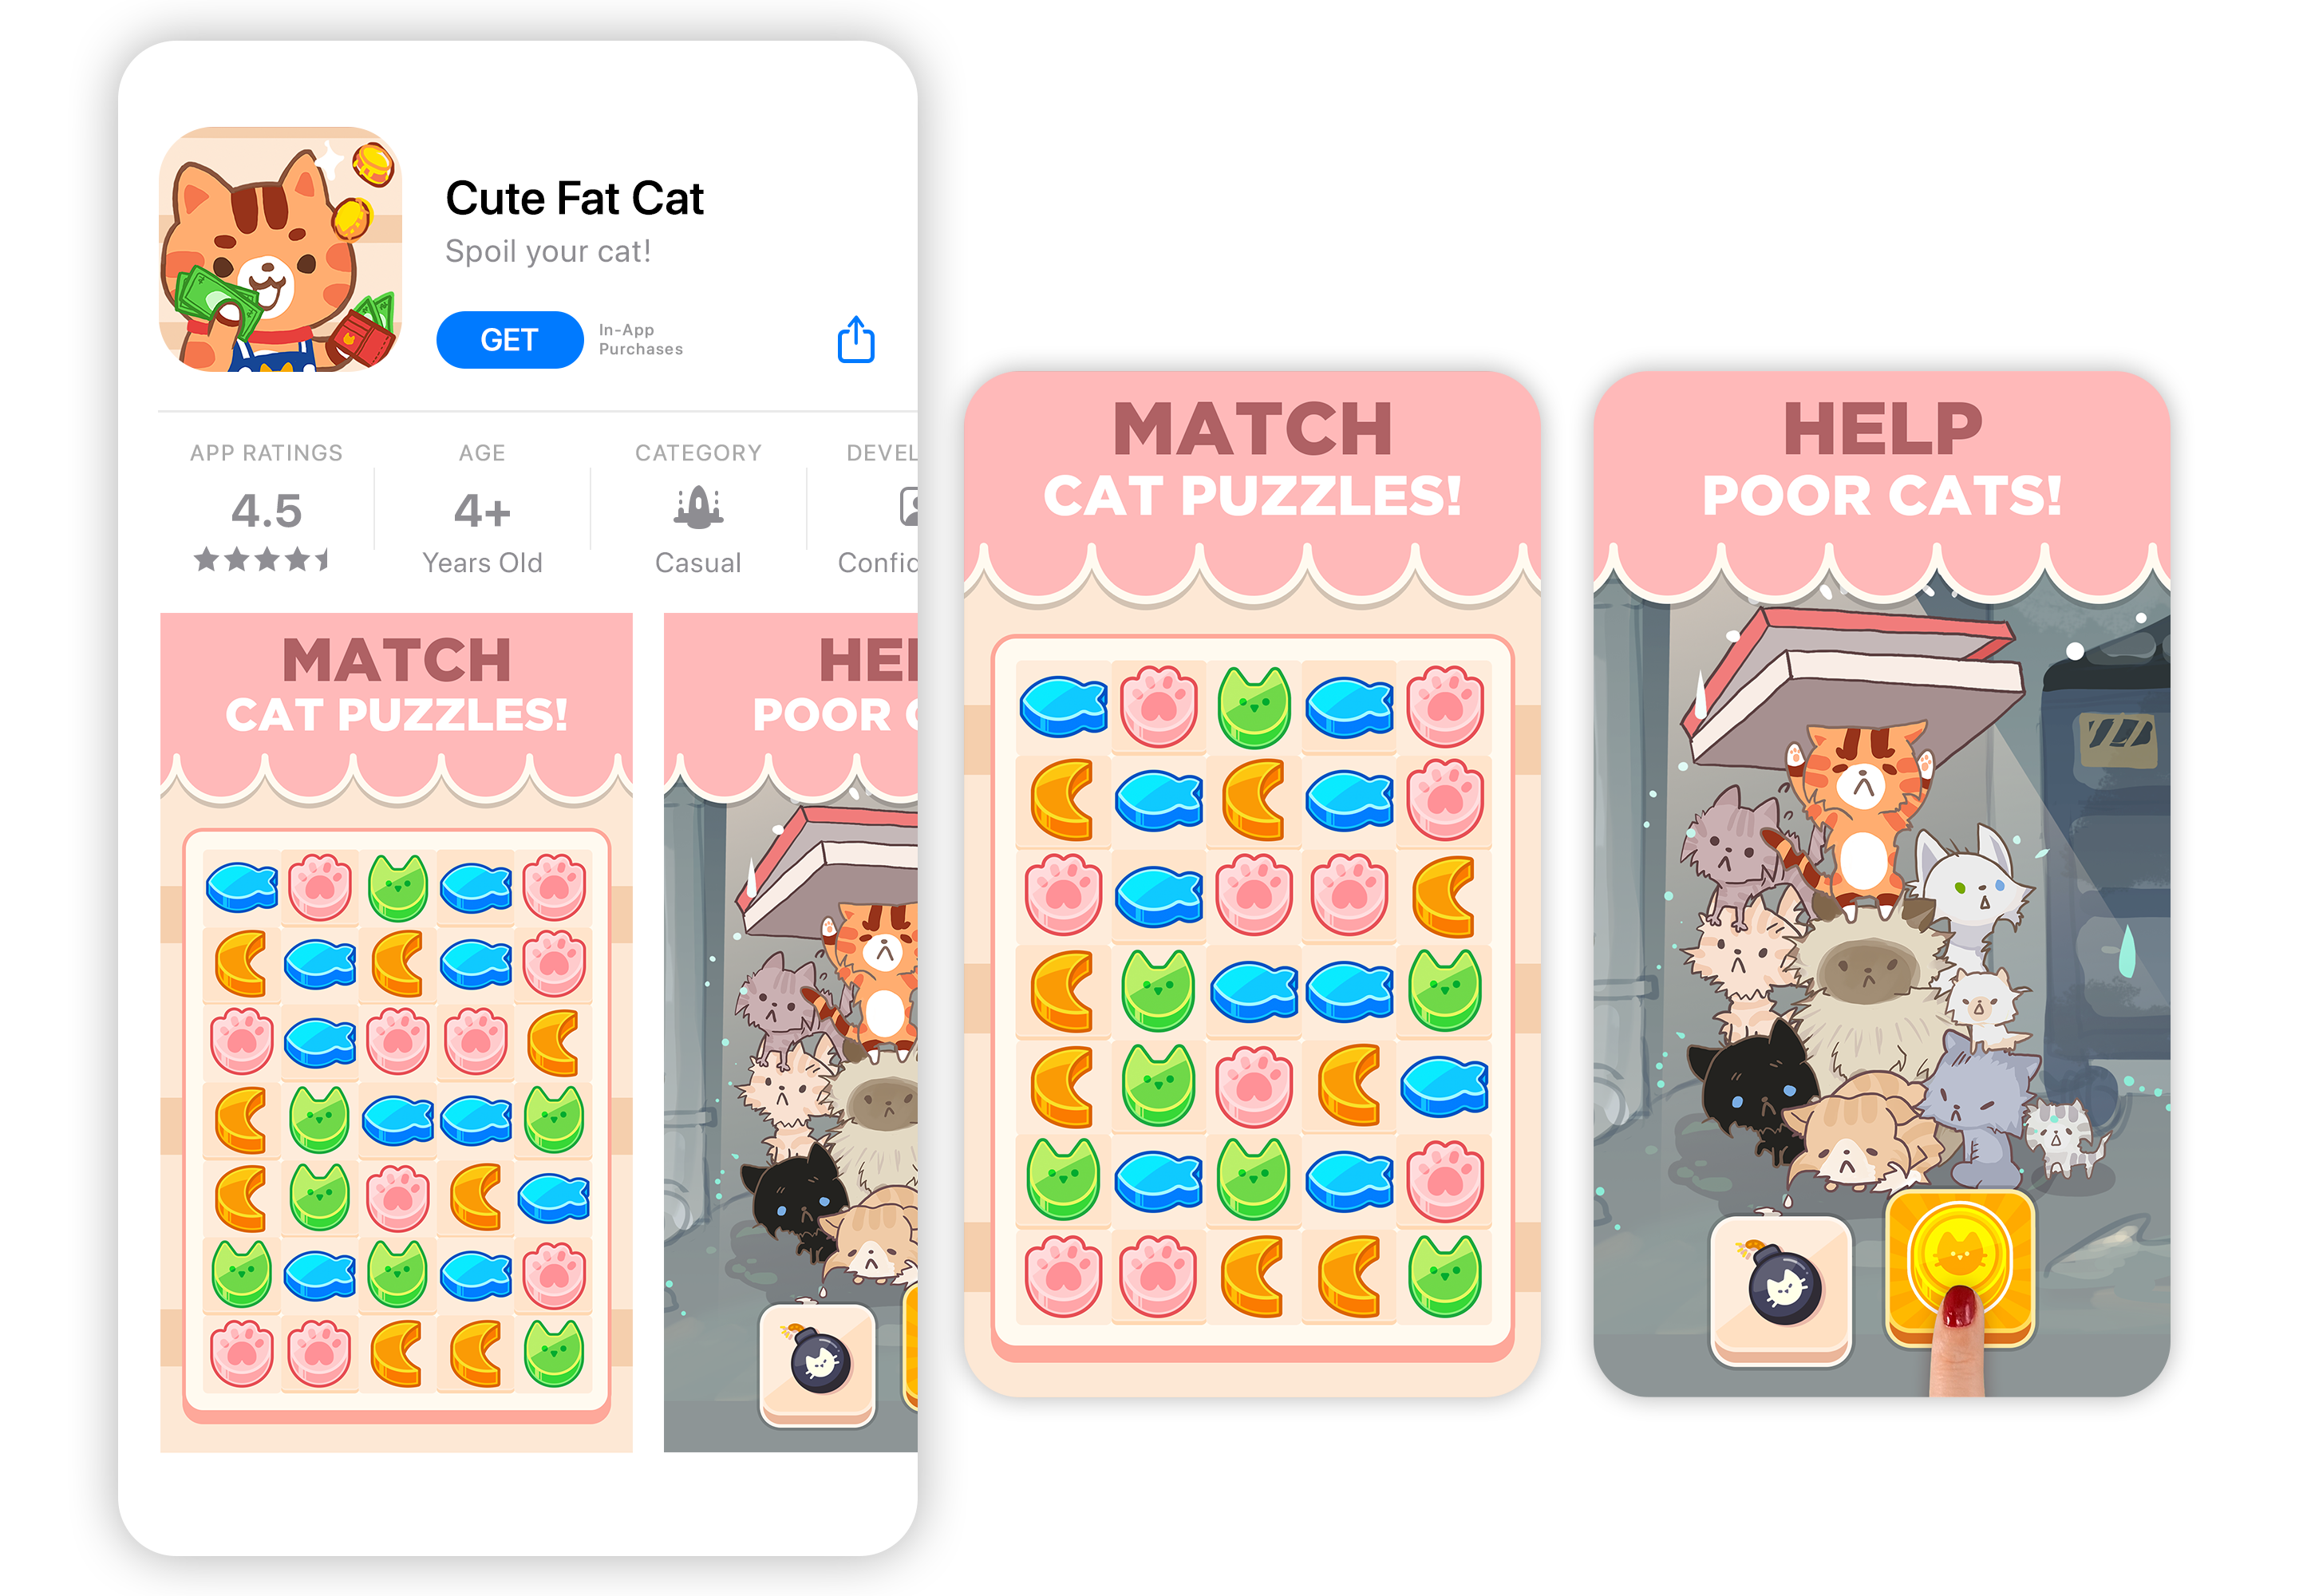 Cute Fat Cat
Spoil your cat!
GET
In-App
Purchases
APP RATINGS
4.5
AGE
4+
Years Old
CATEGORY
Casual
DEVEL
Confid
MATCH
CAT PUZZLES!
HEL
POOR C
MATCH
CAT PUZZLES!
HELP
POOR CATS!